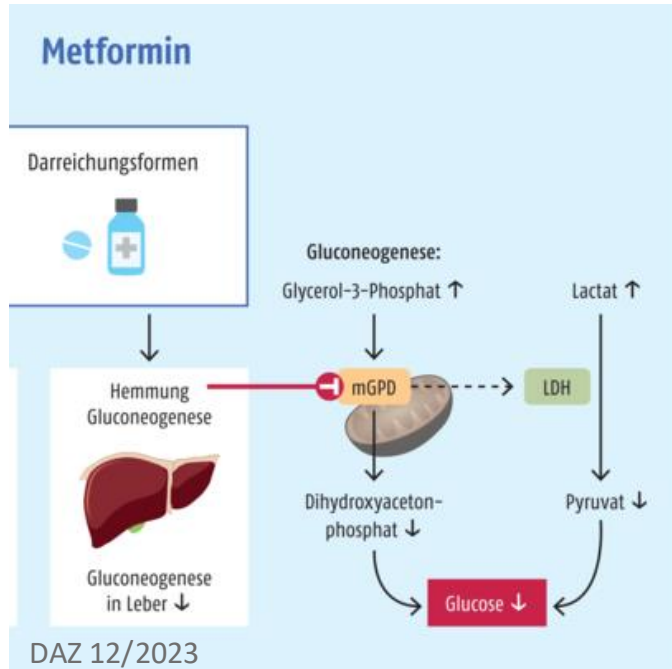 Metformin
Darreichungsformen
Gluconeogenese:
Glycerol-3-Phosphat ↑
Lactat ↑
Hemmung
Gluconeogenese
mGPD
LDH
Dihydroxyaceton-
phosphat ↓
Pyruvat ↓
Gluconeogenese
in Leber ↓
Glucose ↓
DAZ 12/2023